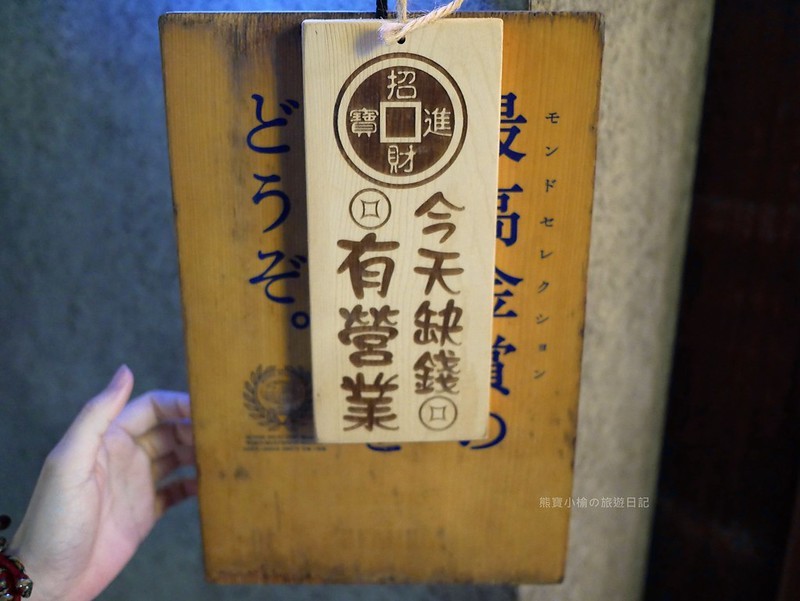 招財進寶
今天缺錢
有營業
モンドセレクション
最高金賞の
どうぞ。
熊寶小榆の旅遊日記